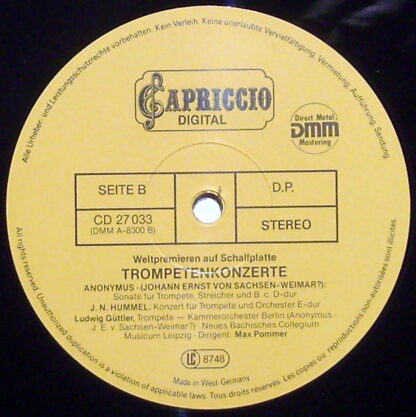 Alle Urheber- und Leistungsschutzrechte vorbehalten. Kein Verleih. Keine unerlaubte Vervielfältigung, Vermietung, Aufführung, Sendung.
CAPRICCIO
DIGITAL
Direct Metal
DMM
Mastering
SEITE B
D.P.
CD 27 033
(DMM A-8300 B)
STEREO
Weltpremieren auf Schallplatte
TROMPETENKONZERTE
ANONYMUS · (JOHANN ERNST VON SACHSEN-WEIMAR?):
Sonate für Trompete, Streicher und B. c. D-dur
J. N. HUMMEL: Konzert für Trompete und Orchester E-dur
Ludwig Güttler, Trompete — Kammerorchester Berlin (Anonymus ·
J. E. v. Sachsen-Weimar?) · Neues Bachisches Collegium
Musicum Leipzig · Dirigent: Max Pommer
LC 8748
Made in West-Germany
All rights reserved. Unauthorized duplication is a violation of applicable laws. Tous droits reservés. Les copies ou reproductions non-autorisées sont illicites.